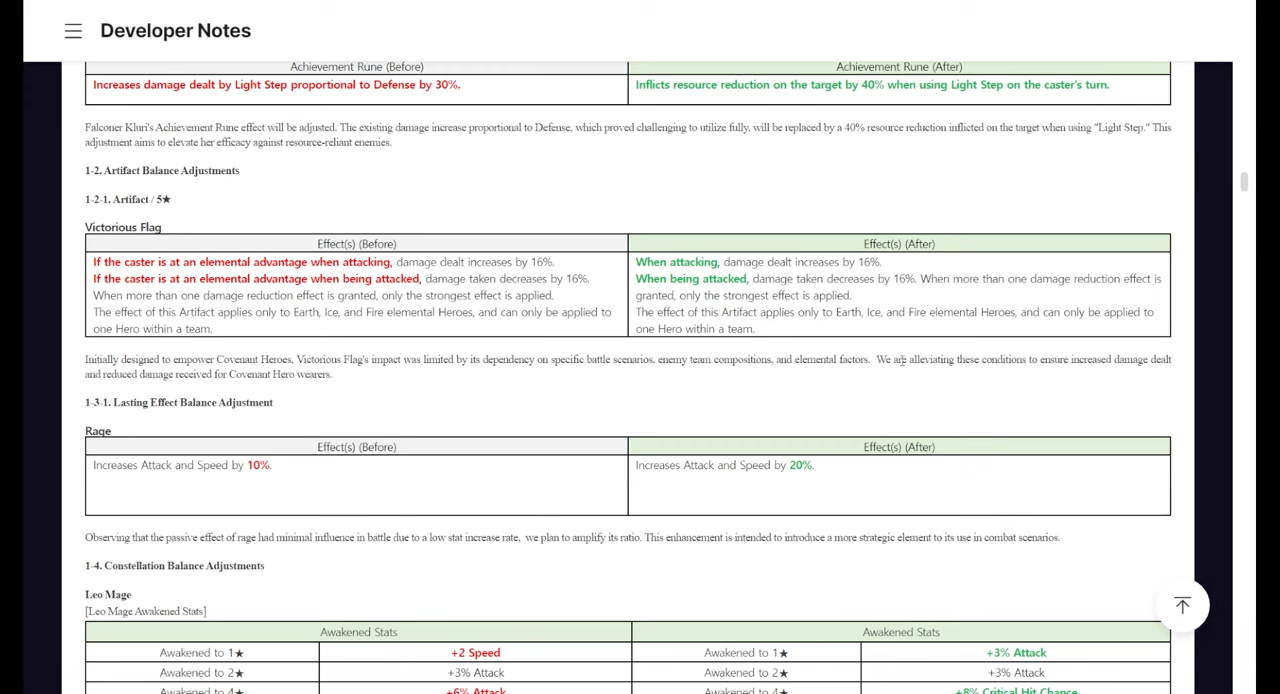 Developer Notes
Achievement Rune (Before)
Achievement Rune (After)
Increases damage dealt by Light Step proportional to Defense by 30%.
Inflicts resource reduction on the target by 40% when using Light Step on the caster's turn.
Falconer Kluri's Achievement Rune effect will be adjusted. The existing damage increase proportional to Defense, which proved challenging to utilize fully, will be replaced by a 40% resource reduction inflicted on the target when using "Light Step." This
adjustment aims to elevate her efficacy against resource-reliant enemies.
1-2. Artifact Balance Adjustments
1-2-1. Artifact / 5★
Victorious Flag
Effect(s) (Before)
Effect(s) (After)
If the caster is at an elemental advantage when attacking, damage dealt increases by 16%.
If the caster is at an elemental advantage when being attacked, damage taken decreases by 16%.
When more than one damage reduction effect is granted, only the strongest effect is applied.
The effect of this Artifact applies only to Earth, Ice, and Fire elemental Heroes, and can only be applied to
one Hero within a team.
When attacking, damage dealt increases by 16%.
When being attacked, damage taken decreases by 16%. When more than one damage reduction effect is
granted, only the strongest effect is applied.
The effect of this Artifact applies only to Earth, Ice, and Fire elemental Heroes, and can only be applied to
one Hero within a team.
Initially designed to empower Covenant Heroes, Victorious Flag's impact was limited by its dependency on specific battle scenarios, enemy team compositions, and elemental factors. We are alleviating these conditions to ensure increased damage dealt
and reduced damage received for Covenant Hero wearers.
1-3-1. Lasting Effect Balance Adjustment
Rage
Effect(s) (Before)
Effect(s) (After)
Increases Attack and Speed by 10%.
Increases Attack and Speed by 20%.
Observing that the passive effect of rage had minimal influence in battle due to a low stat increase rate, we plan to amplify its ratio. This enhancement is intended to introduce a more strategic element to its use in combat scenarios.
1-4. Constellation Balance Adjustments
Leo Mage
[Leo Mage Awakened Stats]
Awakened Stats
Awakened Stats
Awakened to 1★
+2 Speed
Awakened to 1★
+3% Attack
Awakened to 2★
+3% Attack
Awakened to 2★
+3% Attack
Awakened to 4★
+6% Attack
Awakened to 4★
+8% Critical Hit Chance